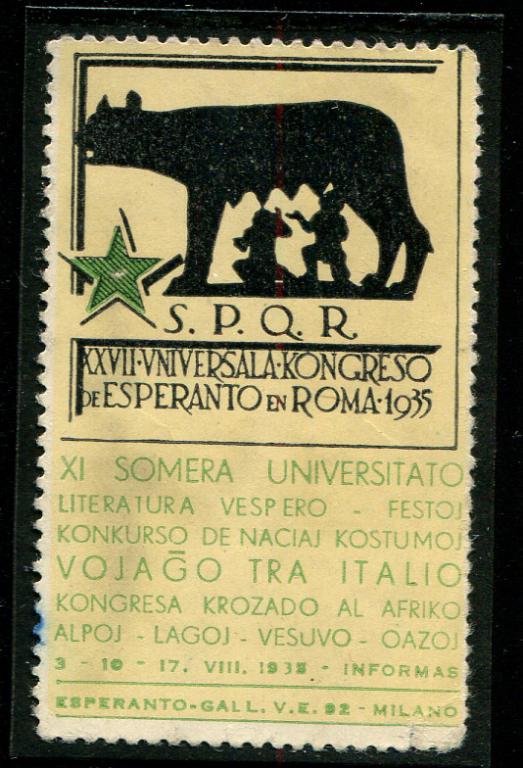 S. P. Q. R.
XXVII·VNIVERSALA·KONGRESO
DE ESPERANTO EN ROMA·1935
XI SOMERA UNIVERSITATO
LITERATURA VESPERO - FESTOJ
KONKURSO DE NACIAJ KOSTUMOJ
VOJAĜO TRA ITALIO
KONGRESA KROZADO AL AFRIKO
ALPOJ - LAGOJ - VESUVO - OAZOJ
3 - 10 - 17. VIII. 1935 - INFORMAS
ESPERANTO-GALL. V.E. 92 - MILANO